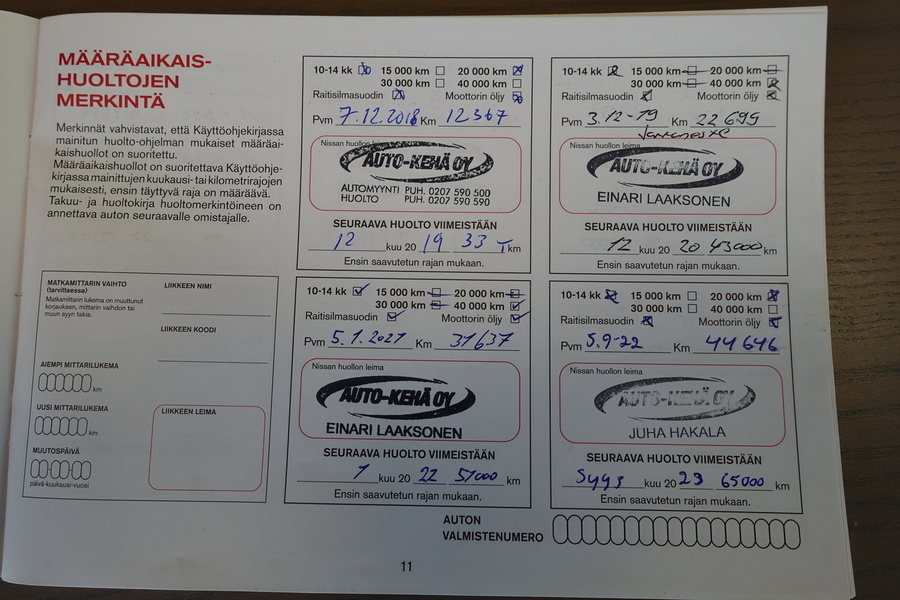 MÄÄRÄAIKAIS-
HUOLTOJEN
MERKINTÄ
Merkinnät vahvistavat, että Käyttöohjekirjassa
mainitun huolto-ohjelman mukaiset määräai-
kaishuollot on suoritettu.
Määräaikaishuollot on suoritettava Käyttöohje-
kirjassa mainittujen kuukausi- tai kilometrirajojen
mukaisesti, ensin täyttyvä raja on määräävä.
Takuu- ja huoltokirja huoltomerkintöineen on
annettava auton seuraavalle omistajalle.
MATKAMITTARIN VAIHTO
(tarvittaessa)
Matkamittarin lukema on muuttunut
korjauksen, mittarin vaihdon tai
muun syyn takia.
AIEMPI MITTARILUKEMA
km
UUSI MITTARILUKEMA
km
MUUTOSPÄIVÄ
päivä-kuukausi-vuosi
LIIKKEEN NIMI
LIIKKEEN KOODI
LIIKKEEN LEIMA
10-14 kk 15 000 km 20 000 km
30 000 km 40 000 km
Raitisilmasuodin Moottorin öljy
Pvm 7.12.2018 Km 12367
Nissan huollon leima
AUTO-KEHÄ OY
AUTOMYYNTI PUH. 0207 590 500
HUOLTO PUH. 0207 590 590
SEURAAVA HUOLTO VIIMEISTÄÄN
12 kuu 20 19 33 T km
Ensin saavutetun rajan mukaan.
10-14 kk 15 000 km 20 000 km
30 000 km 40 000 km
Raitisilmasuodin Moottorin öljy
Pvm 3.12-19 Km 22699
Nissan huollon
AUTO-KEHÄ OY
EINARI LAAKSONEN
SEURAAVA HUOLTO VIIMEISTÄÄN
12 kuu 20 20 43000 km
Ensin saavutetun rajan mukaan.
10-14 kk 15 000 km 20 000 km
30 000 km 40 000 km
Raitisilmasuodin Moottorin öljy
Pvm 5.1.2021 Km 31637
Nissan huollon leima
AUTO-KEHÄ OY
EINARI LAAKSONEN
SEURAAVA HUOLTO VIIMEISTÄÄN
1 kuu 20 22 51000 km
Ensin saavutetun rajan mukaan.
10-14 kk 15 000 km 20 000 km
30 000 km 40 000 km
Raitisilmasuodin Moottorin öljy
Pvm 5.9-22 Km 44646
Nissan huollon leima
AUTO-KEHÄ OY
JUHA HAKALA
SEURAAVA HUOLTO VIIMEISTÄÄN
Syys kuu 20 23 65000 km
Ensin saavutetun rajan mukaan.
AUTON
VALMISTENUMERO
11